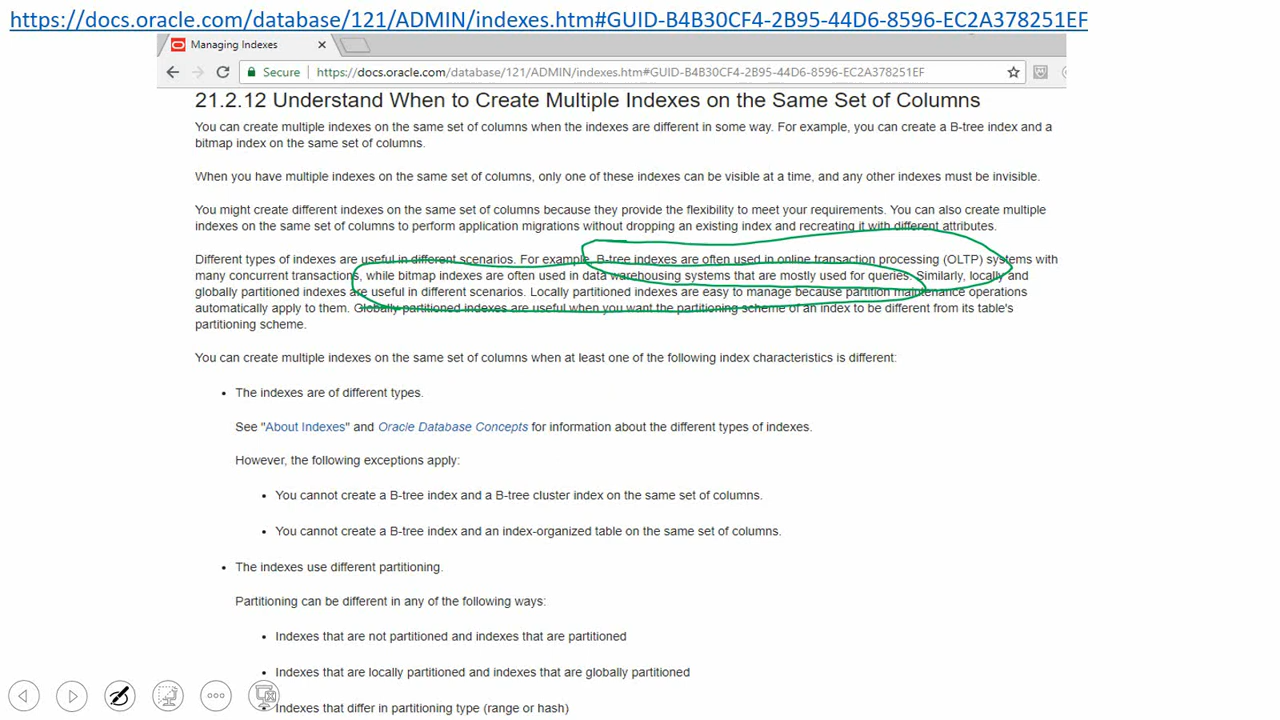 https://docs.oracle.com/database/121/ADMIN/indexes.htm#GUID-B4B30CF4-2B95-44D6-8596-EC2A378251EF
Managing Indexes
Secure https://docs.oracle.com/database/121/ADMIN/indexes.htm#GUID-B4B30CF4-2B95-44D6-8596-EC2A378251EF
21.2.12 Understand When to Create Multiple Indexes on the Same Set of Columns
You can create multiple indexes on the same set of columns when the indexes are different in some way. For example, you can create a B-tree index and a
bitmap index on the same set of columns.
When you have multiple indexes on the same set of columns, only one of these indexes can be visible at a time, and any other indexes must be invisible.
You might create different indexes on the same set of columns because they provide the flexibility to meet your requirements. You can also create multiple
indexes on the same set of columns to perform application migrations without dropping an existing index and recreating it with different attributes.
Different types of indexes are useful in different scenarios. For example, B-tree indexes are often used in online transaction processing (OLTP) systems with
many concurrent transactions, while bitmap indexes are often used in data warehousing systems that are mostly used for queries. Similarly, locally and
globally partitioned indexes are useful in different scenarios. Locally partitioned indexes are easy to manage because partition maintenance operations
automatically apply to them. Globally partitioned indexes are useful when you want the partitioning scheme of an index to be different from its table's
partitioning scheme.
You can create multiple indexes on the same set of columns when at least one of the following index characteristics is different:
• The indexes are of different types.
See "About Indexes" and Oracle Database Concepts for information about the different types of indexes.
However, the following exceptions apply:
• You cannot create a B-tree index and a B-tree cluster index on the same set of columns.
• You cannot create a B-tree index and an index-organized table on the same set of columns.
• The indexes use different partitioning.
Partitioning can be different in any of the following ways:
• Indexes that are not partitioned and indexes that are partitioned
• Indexes that are locally partitioned and indexes that are globally partitioned
• Indexes that differ in partitioning type (range or hash)